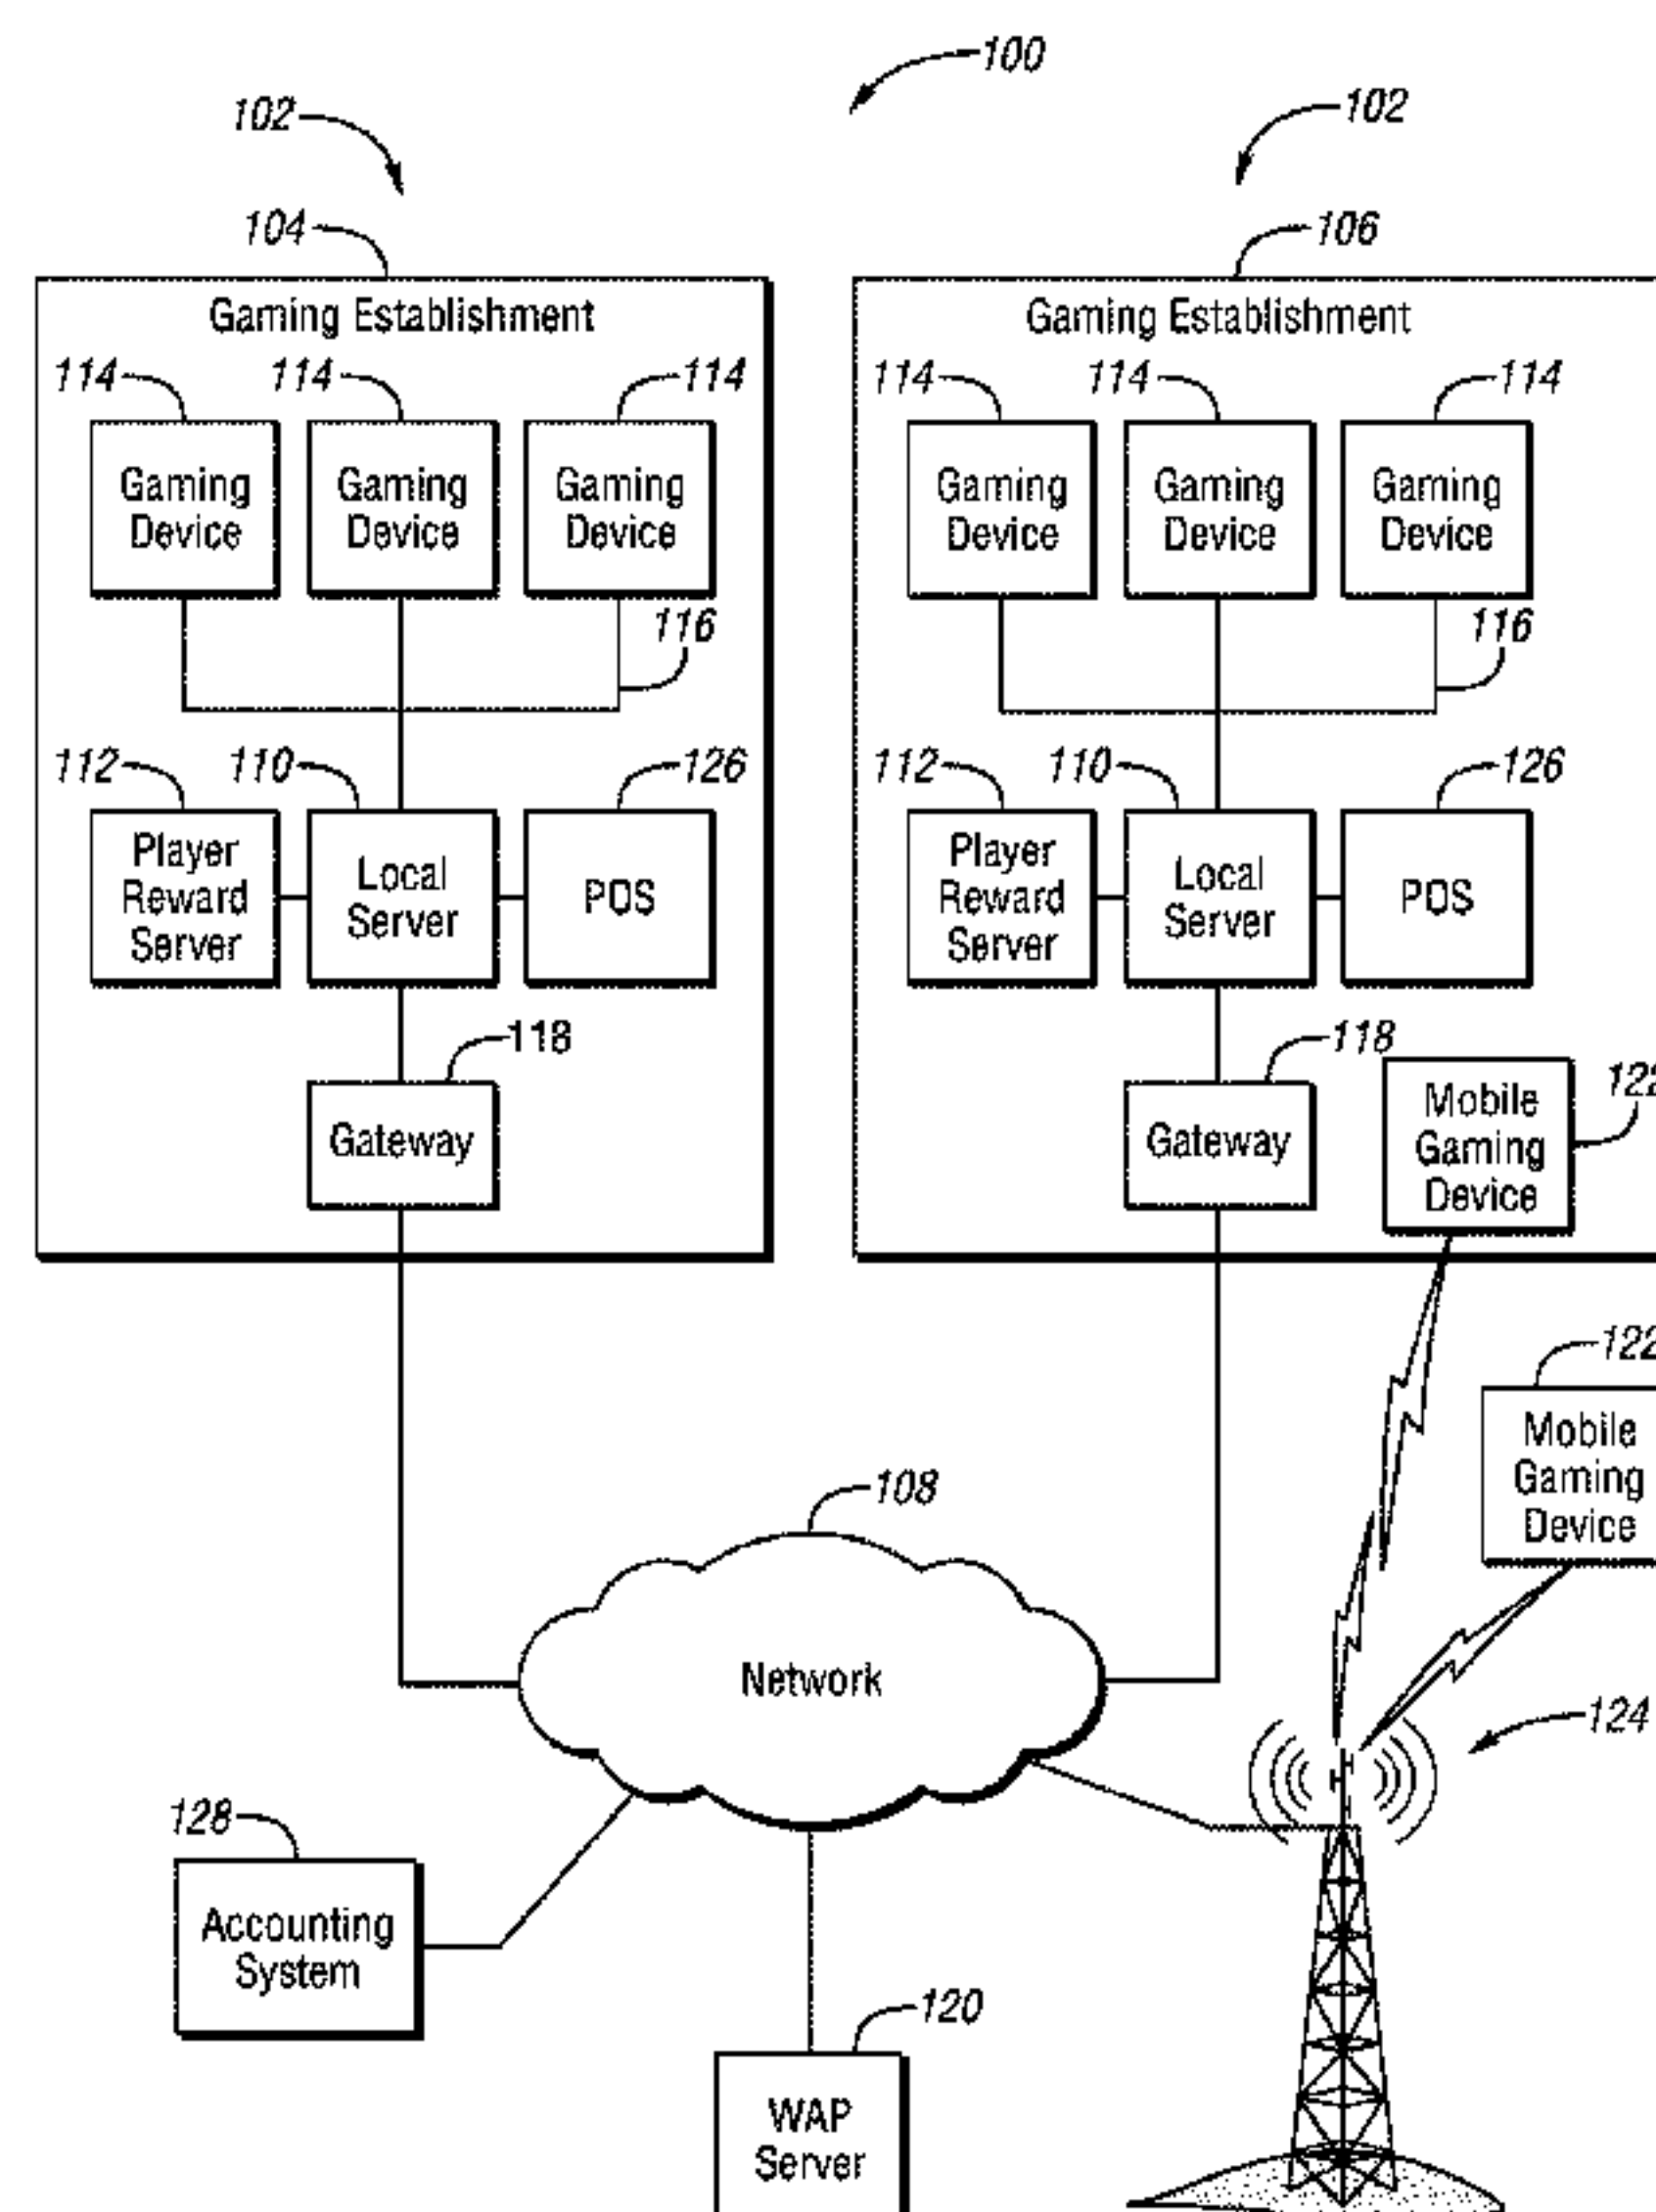 100
102
102
104
106
Gaming Establishment
Gaming Establishment
114
114
114
114
114
114
Gaming
Device
Gaming
Device
Gaming
Device
Gaming
Device
Gaming
Device
Gaming
Device
116
116
112
110
126
112
110
126
Player
Reward
Server
Local
Server
POS
Player
Reward
Server
Local
Server
POS
118
118
Gateway
Gateway
Mobile
Gaming
Device
122
122
Mobile
Gaming
Device
108
Network
124
128
Accounting
System
120
WAP
Server